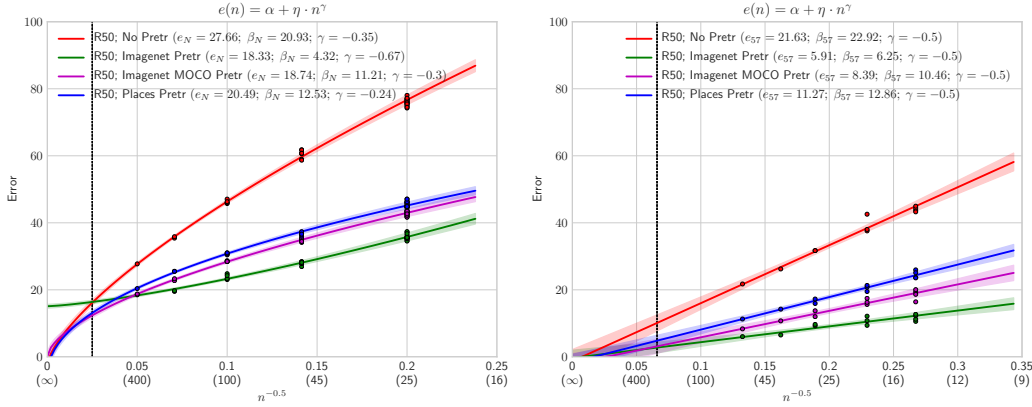 e(n) = α + η · n^γ
R50; No Pretr (e_N = 27.66; β_N = 20.93; γ = −0.35)
R50; Imagenet Pretr (e_N = 18.33; β_N = 4.32; γ = −0.67)
R50; Imagenet MOCO Pretr (e_N = 18.74; β_N = 11.21; γ = −0.3)
R50; Places Pretr (e_N = 20.49; β_N = 12.53; γ = −0.24)
Error
100
80
60
40
20
0
0 0.05 0.1 0.15 0.2 0.25
(∞) (400) (100) (45) (25) (16)
n^−0.5
e(n) = α + η · n^γ
R50; No Pretr (e_57 = 21.63; β_57 = 22.92; γ = −0.5)
R50; Imagenet Pretr (e_57 = 5.91; β_57 = 6.25; γ = −0.5)
R50; Imagenet MOCO Pretr (e_57 = 8.39; β_57 = 10.46; γ = −0.5)
R50; Places Pretr (e_57 = 11.27; β_57 = 12.86; γ = −0.5)
Error
100
80
60
40
20
0
0 0.05 0.1 0.15 0.2 0.25 0.3 0.35
(∞) (400) (100) (45) (25) (16) (12) (9)
n^−0.5